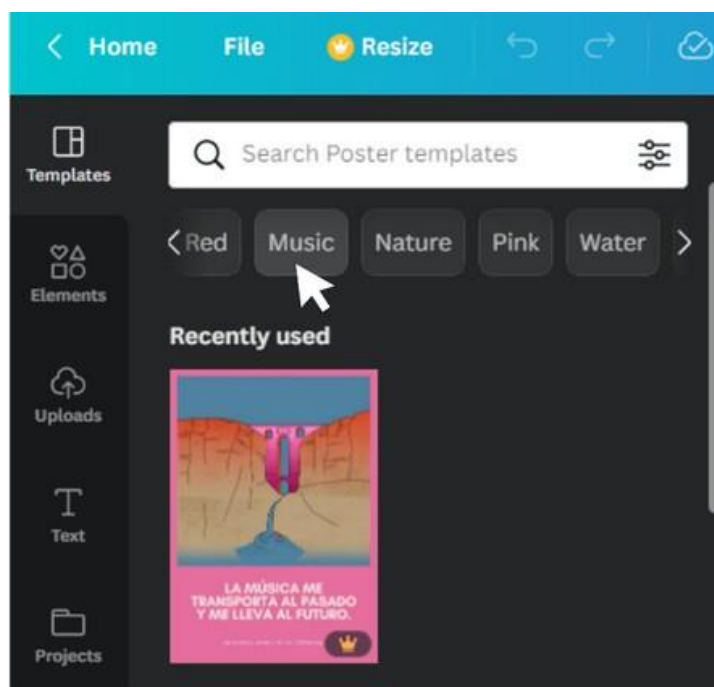 Home File Resize
Templates
Search Poster templates
Red Music Nature Pink Water
Elements
Recently used
Uploads
Text
Projects
LA MÚSICA ME
TRANSPORTA AL PASADO
Y ME LLEVA AL FUTURO.